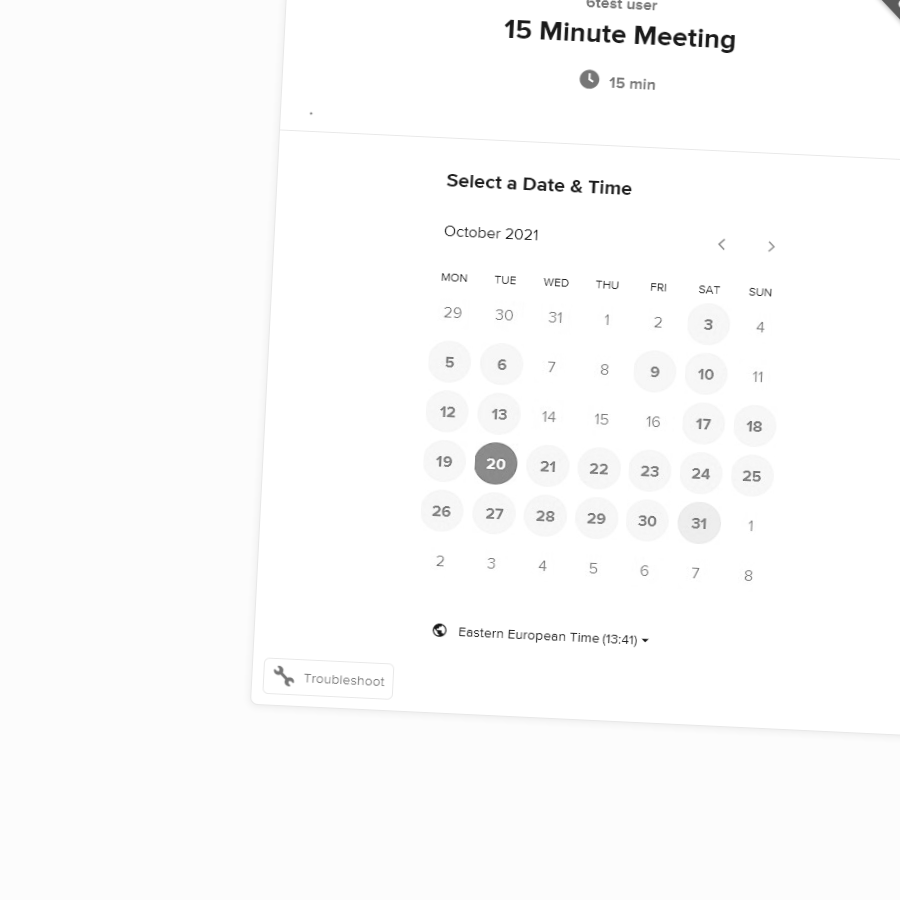 6test user
15 Minute Meeting
15 min
.
Select a Date & Time
October 2021
MON TUE WED THU FRI SAT SUN
29 30 31 1 2 3 4
5 6 7 8 9 10 11
12 13 14 15 16 17 18
19 20 21 22 23 24 25
26 27 28 29 30 31 1
2 3 4 5 6 7 8
Eastern European Time (13:41)
Troubleshoot